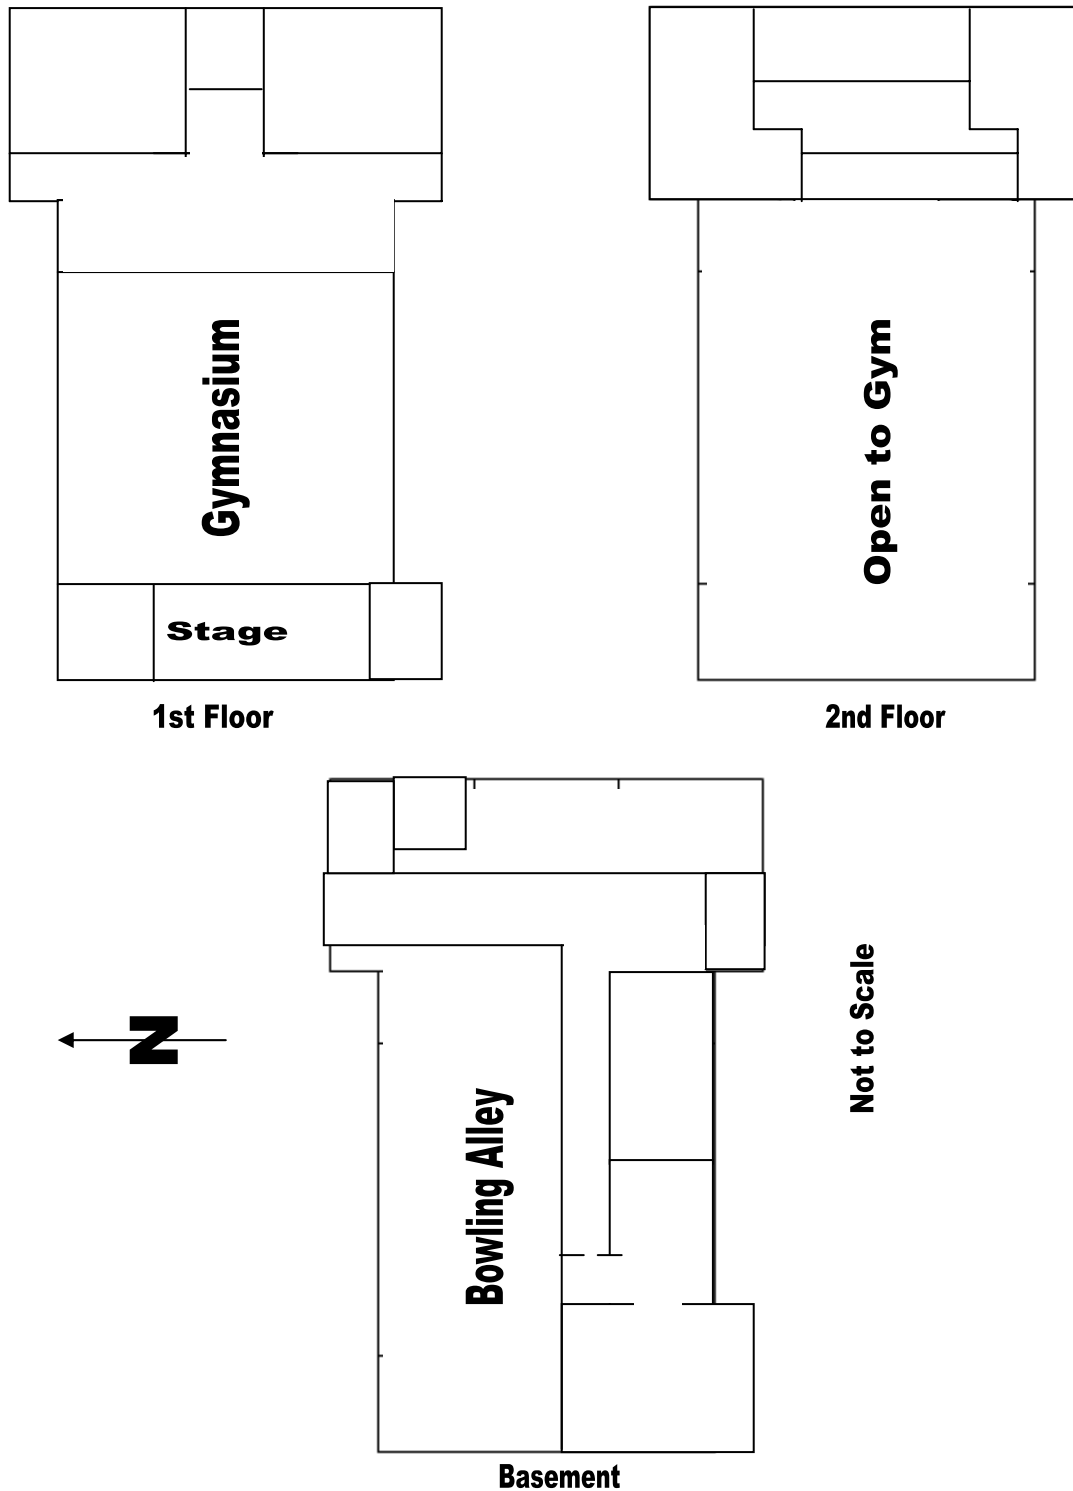 Gymnasium
Open to Gym
Stage
1st Floor
2nd Floor
N
Not to Scale
Bowling Alley
Basement